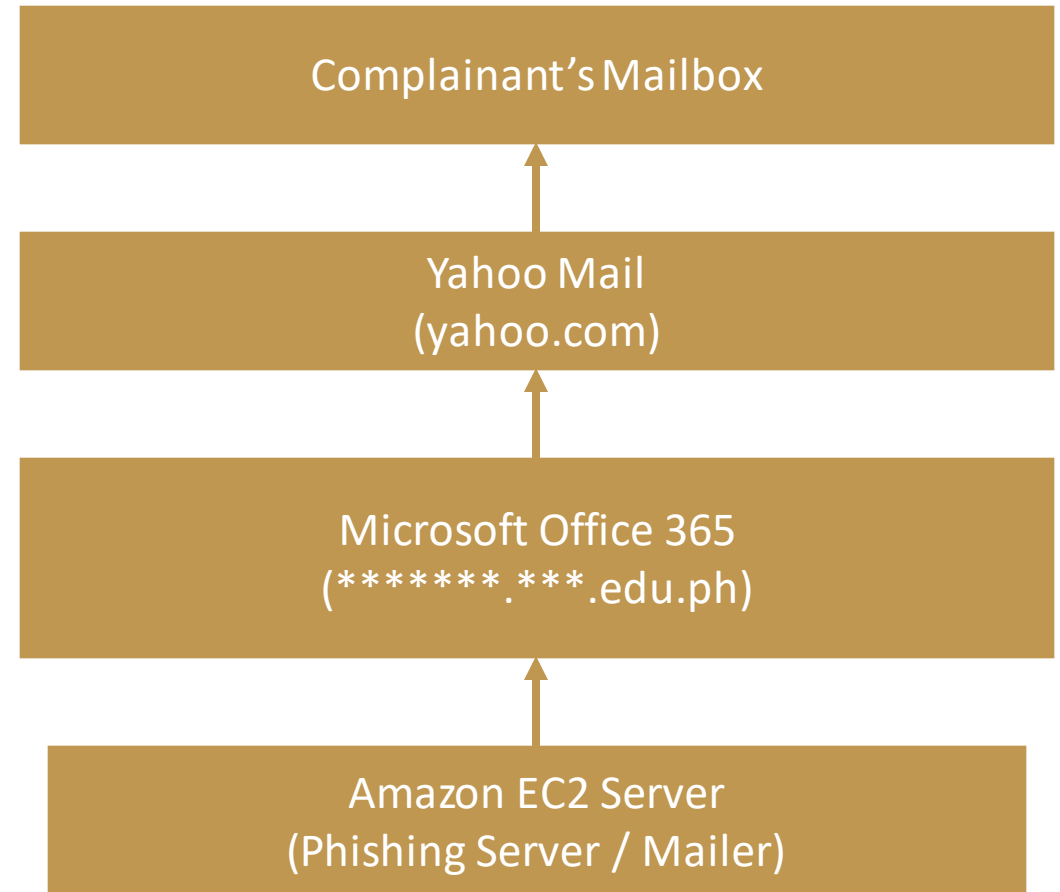 Complainant's Mailbox
Yahoo Mail
(yahoo.com)
Microsoft Office 365
(*******.***.edu.ph)
Amazon EC2 Server
(Phishing Server / Mailer)